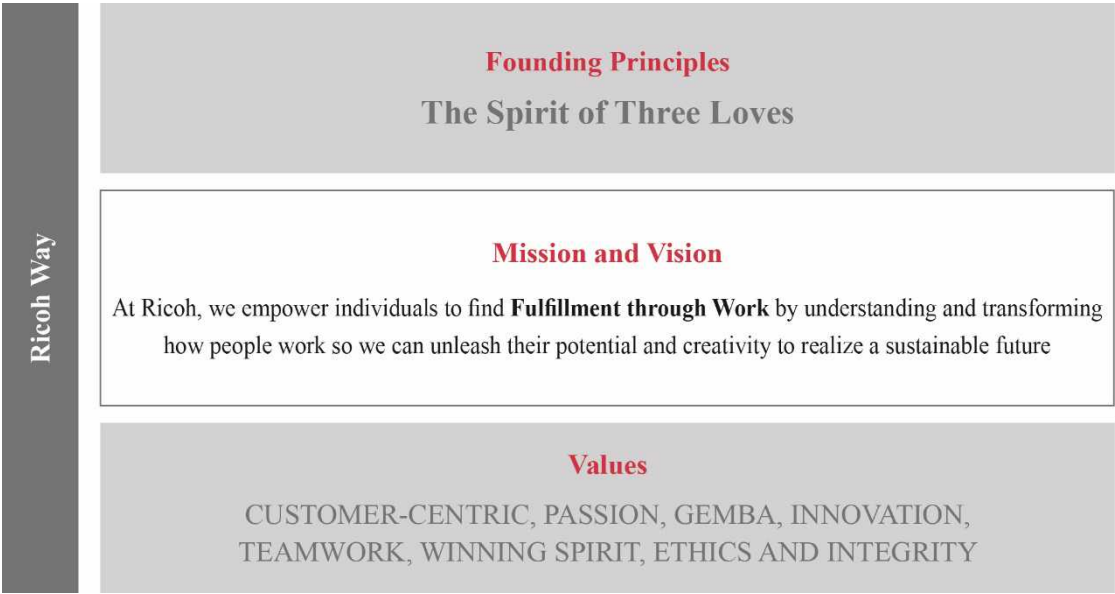 Ricoh Way
Founding Principles
The Spirit of Three Loves
Mission and Vision
At Ricoh, we empower individuals to find Fulfillment through Work by understanding and transforming
how people work so we can unleash their potential and creativity to realize a sustainable future
Values
CUSTOMER-CENTRIC, PASSION, GEMBA, INNOVATION,
TEAMWORK, WINNING SPIRIT, ETHICS AND INTEGRITY